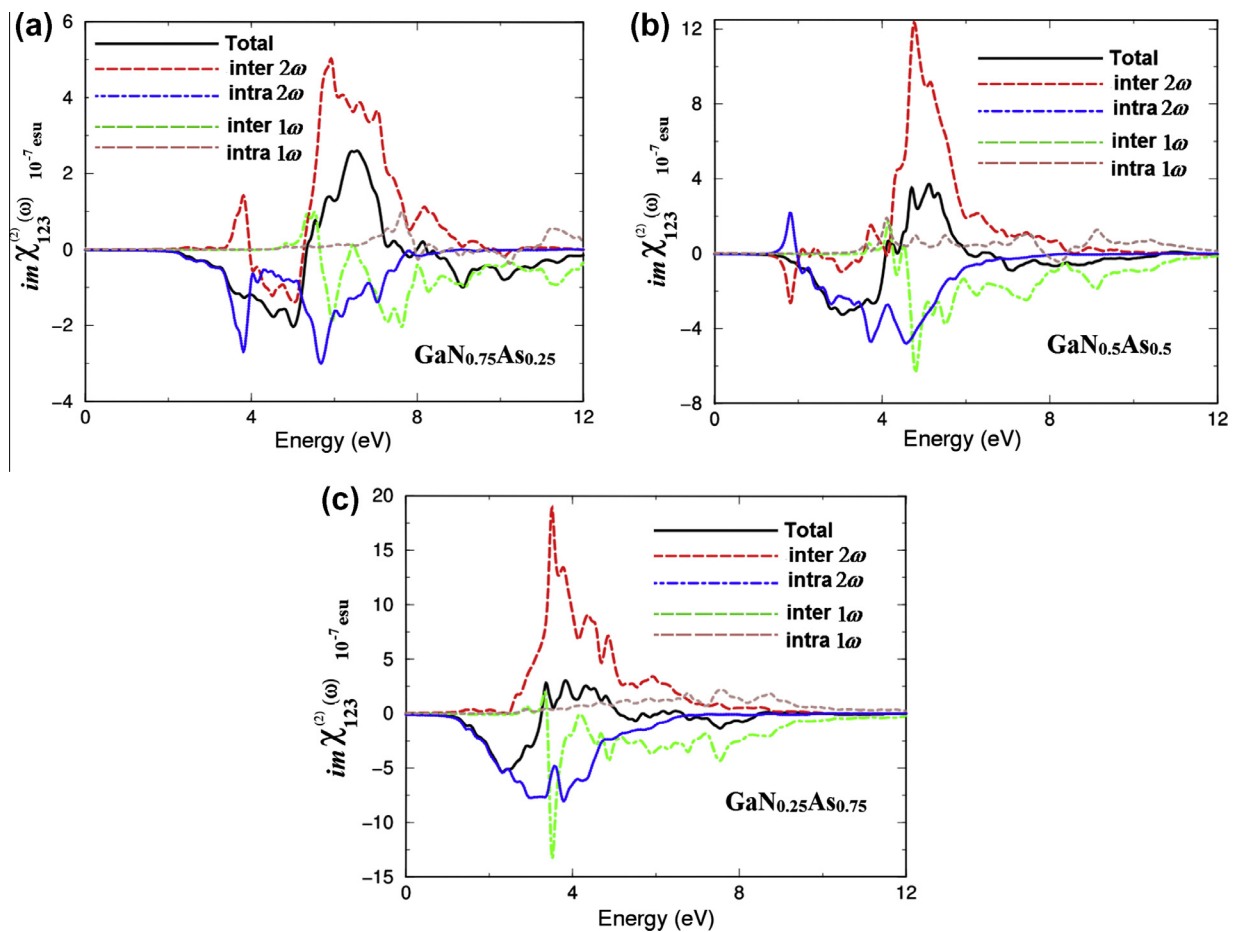 (a)
6
4
2
0
−2
−4
0
4
8
12
Total
inter 2ω
intra 2ω
inter 1ω
intra 1ω
im χ(2)123(ω) 10-7 esu
GaN0.75As0.25
Energy (eV)
(b)
12
8
4
0
−4
−8
0
4
8
12
Total
inter 2ω
intra 2ω
inter 1ω
intra 1ω
im χ(2)123(ω) 10-7 esu
GaN0.5As0.5
Energy (eV)
(c)
20
15
10
5
0
−5
−10
−15
0
4
8
12
Total
inter 2ω
intra 2ω
inter 1ω
intra 1ω
im χ(2)123(ω) 10-7 esu
GaN0.25As0.75
Energy (eV)